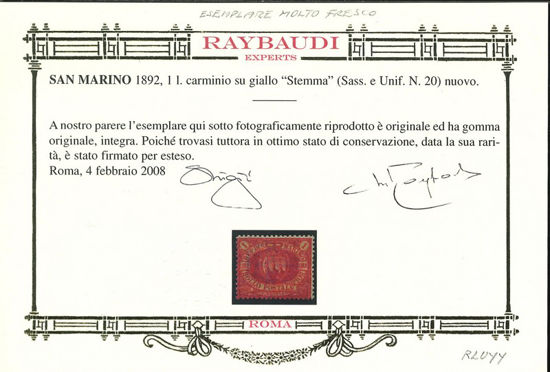 ESEMPLARE MOLTO FRESCO
RAYBAUDI
EXPERTS
SAN MARINO 1892, 1 l. carminio su giallo “Stemma” (Sass. e Unif. N. 20) nuovo.
A nostro parere l'esemplare qui sotto fotograficamente riprodotto è originale ed ha gomma
originale, integra. Poiché trovasi tuttora in ottimo stato di conservazione, data la sua rari-
tà, è stato firmato per esteso.
Roma, 4 febbraio 2008
POSTALE
ROMA